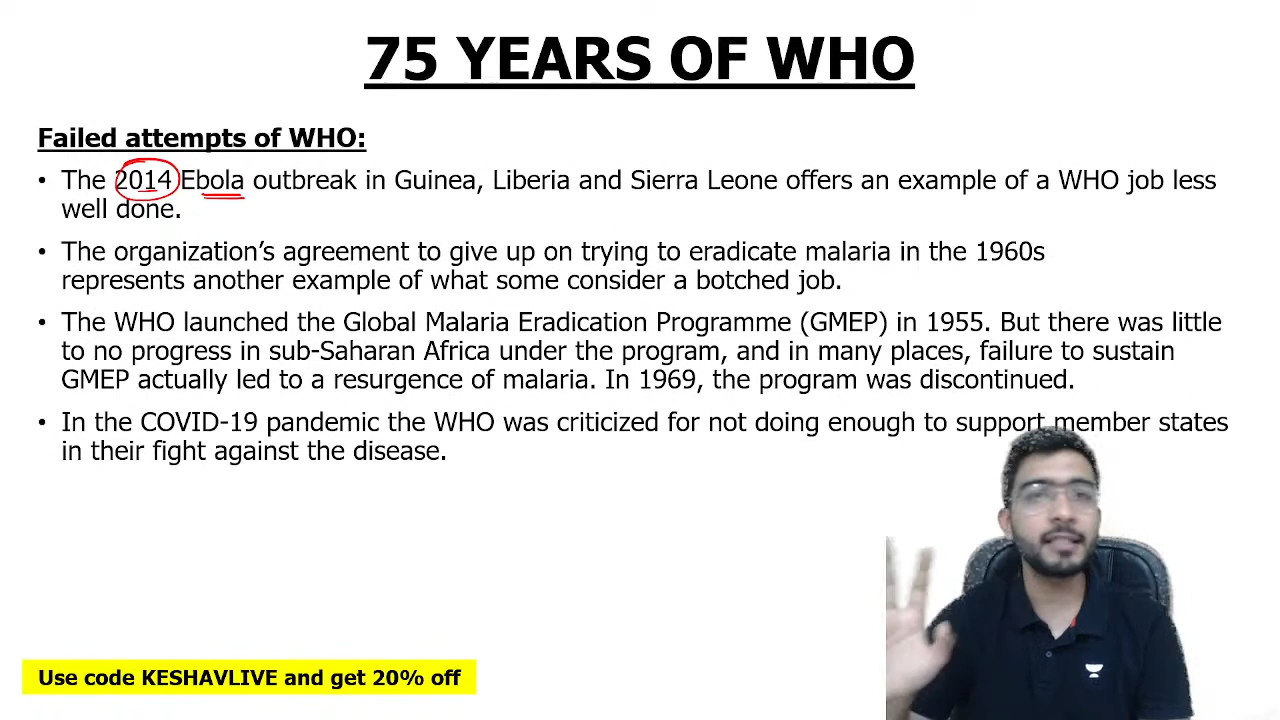 75 YEARS OF WHO
Failed attempts of WHO:
• The 2014 Ebola outbreak in Guinea, Liberia and Sierra Leone offers an example of a WHO job less
well done.
• The organization’s agreement to give up on trying to eradicate malaria in the 1960s
represents another example of what some consider a botched job.
• The WHO launched the Global Malaria Eradication Programme (GMEP) in 1955. But there was little
to no progress in sub-Saharan Africa under the program, and in many places, failure to sustain
GMEP actually led to a resurgence of malaria. In 1969, the program was discontinued.
• In the COVID-19 pandemic the WHO was criticized for not doing enough to support member states
in their fight against the disease.
Use code KESHAVLIVE and get 20% off